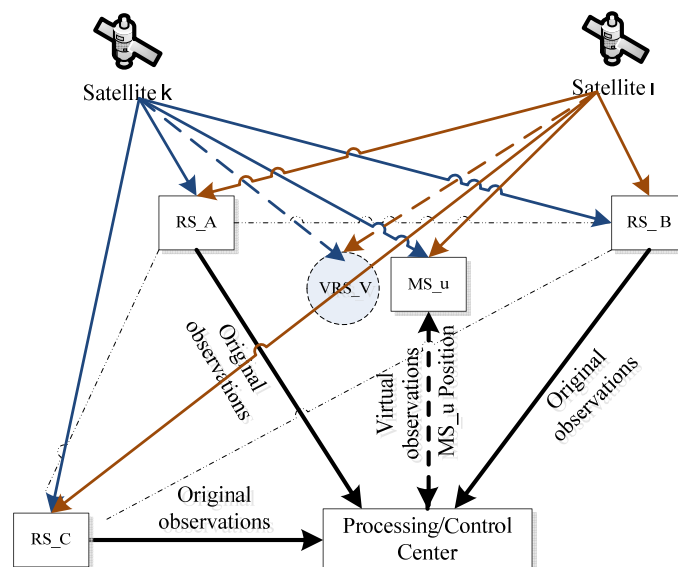 Satellite k
Satellite l
RS_A
RS_B
VRS_V
MS_u
Original
observations
Virtual
observations
MS_u Position
Original
observations
Original
observations
RS_C
Processing/Control
Center